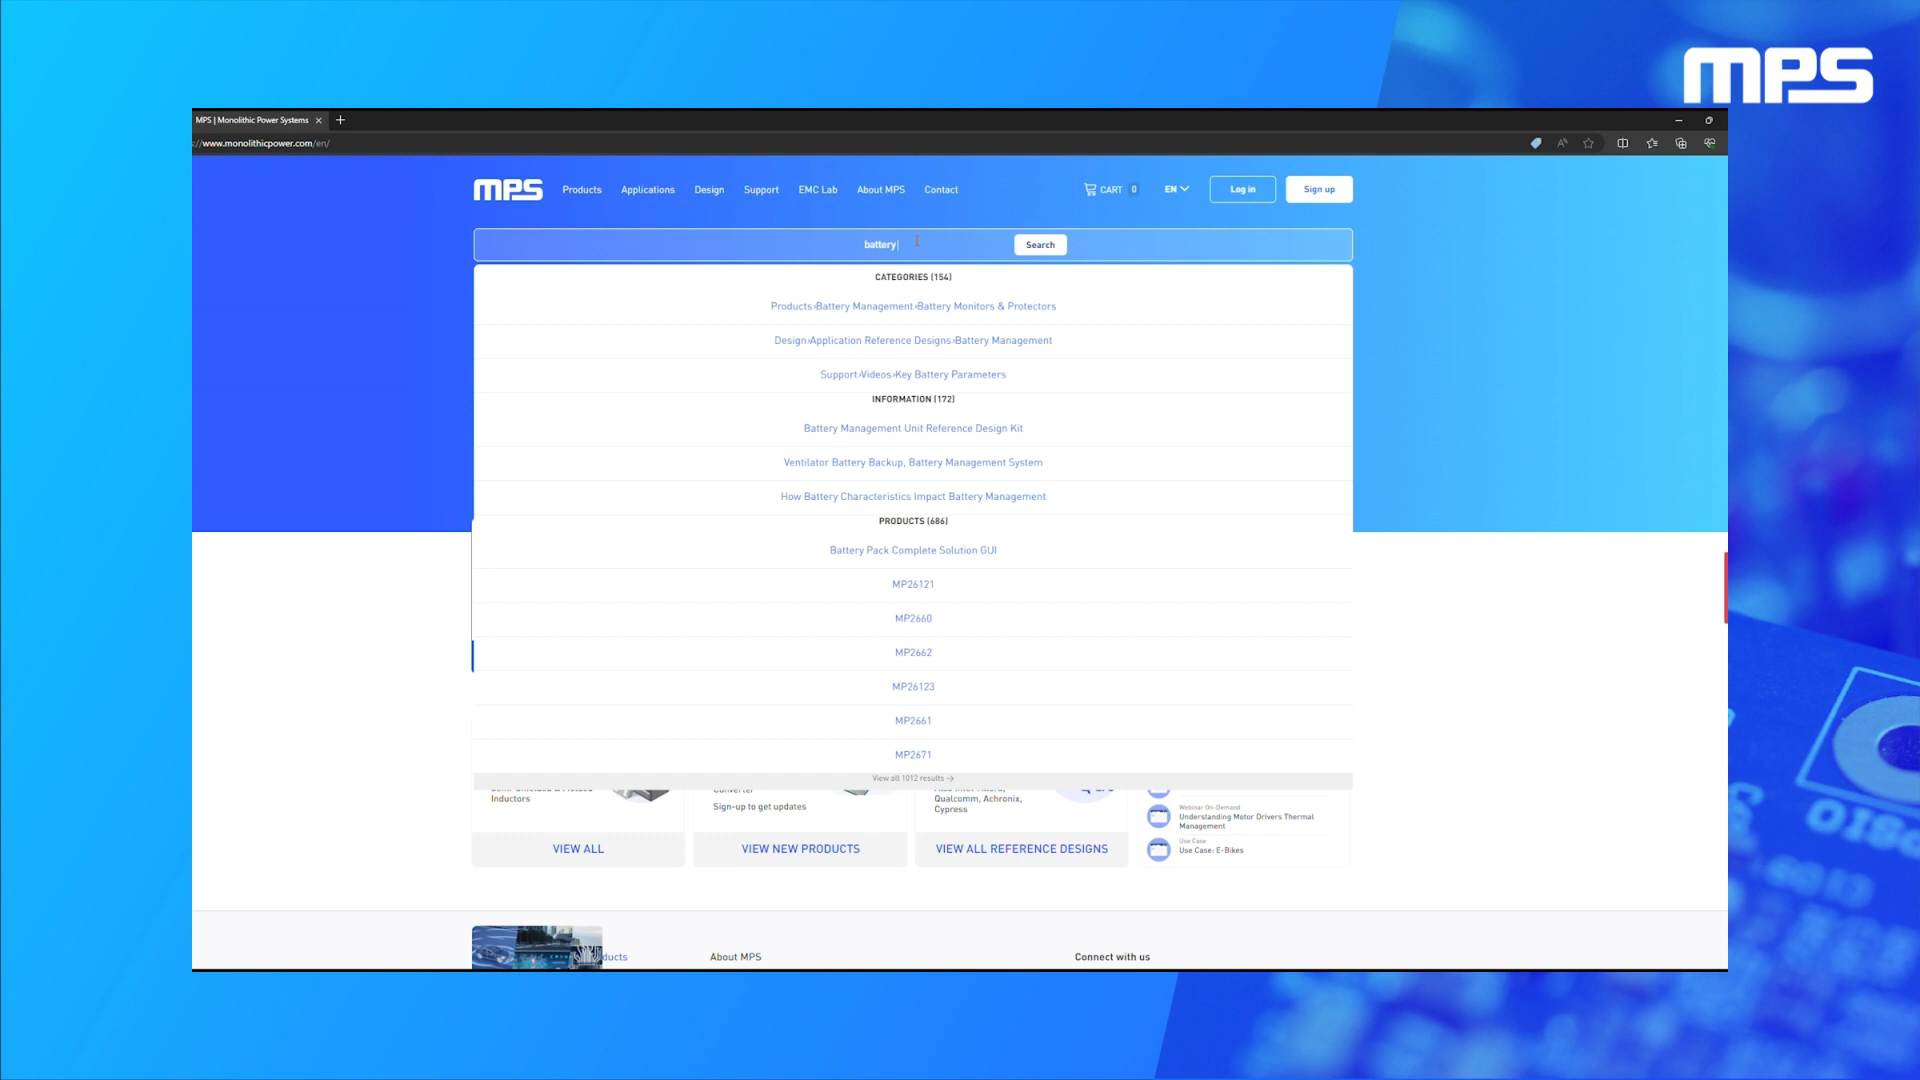 MPS
MPS | Monolithic Power Systems
://www.monolithicpower.com/en/
MPS Products Applications Design Support EMC Lab About MPS Contact CART 0 EN Log in Sign up
battery Search
CATEGORIES (154)
Products›Battery Management›Battery Monitors & Protectors
Design›Application Reference Designs›Battery Management
Support›Videos›Key Battery Parameters
INFORMATION (172)
Battery Management Unit Reference Design Kit
Ventilator Battery Backup, Battery Management System
How Battery Characteristics Impact Battery Management
PRODUCTS (686)
Battery Pack Complete Solution GUI
MP26121
MP2660
MP2662
MP26123
MP2661
MP2671
View all 1012 results →
Inductors
Sign-up to get updates
Qualcomm, Achronix,
Cypress
Webinar On-Demand
Understanding Motor Drivers Thermal
Management
Use Case
Use Case: E-Bikes
VIEW ALL
VIEW NEW PRODUCTS
VIEW ALL REFERENCE DESIGNS
ducts
About MPS
Connect with us